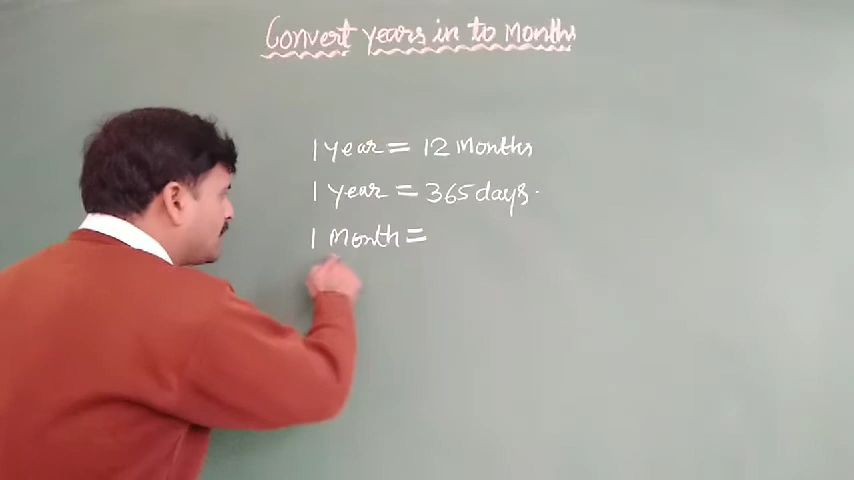 Convert years in to Months
1 year = 12 Months
1 year = 365 days.
1 Month =